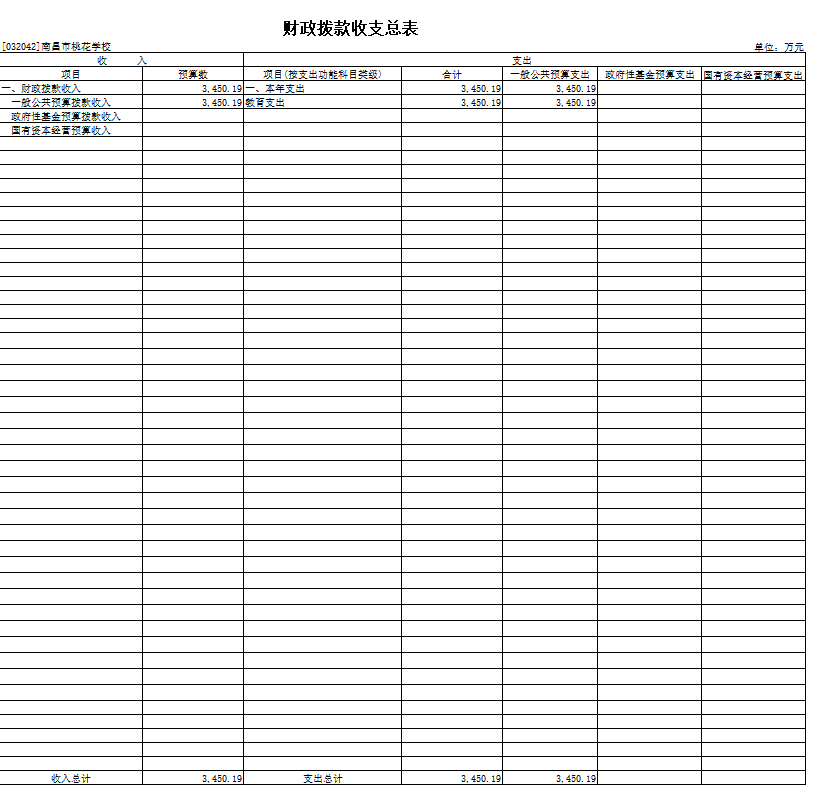 财政拨款收支总表
[032042]南昌市桃花学校 单位：万元
收 入 支出
项目 预算数 项目(按支出功能科目类级) 合计 一般公共预算支出 政府性基金预算支出 国有资本经营预算支出
一、财政拨款收入 3,450.19 一、本年支出 3,450.19 3,450.19
一般公共预算拨款收入 3,450.19 教育支出 3,450.19 3,450.19
政府性基金预算拨款收入
国有资本经营预算收入
收入总计 3,450.19 支出总计 3,450.19 3,450.19